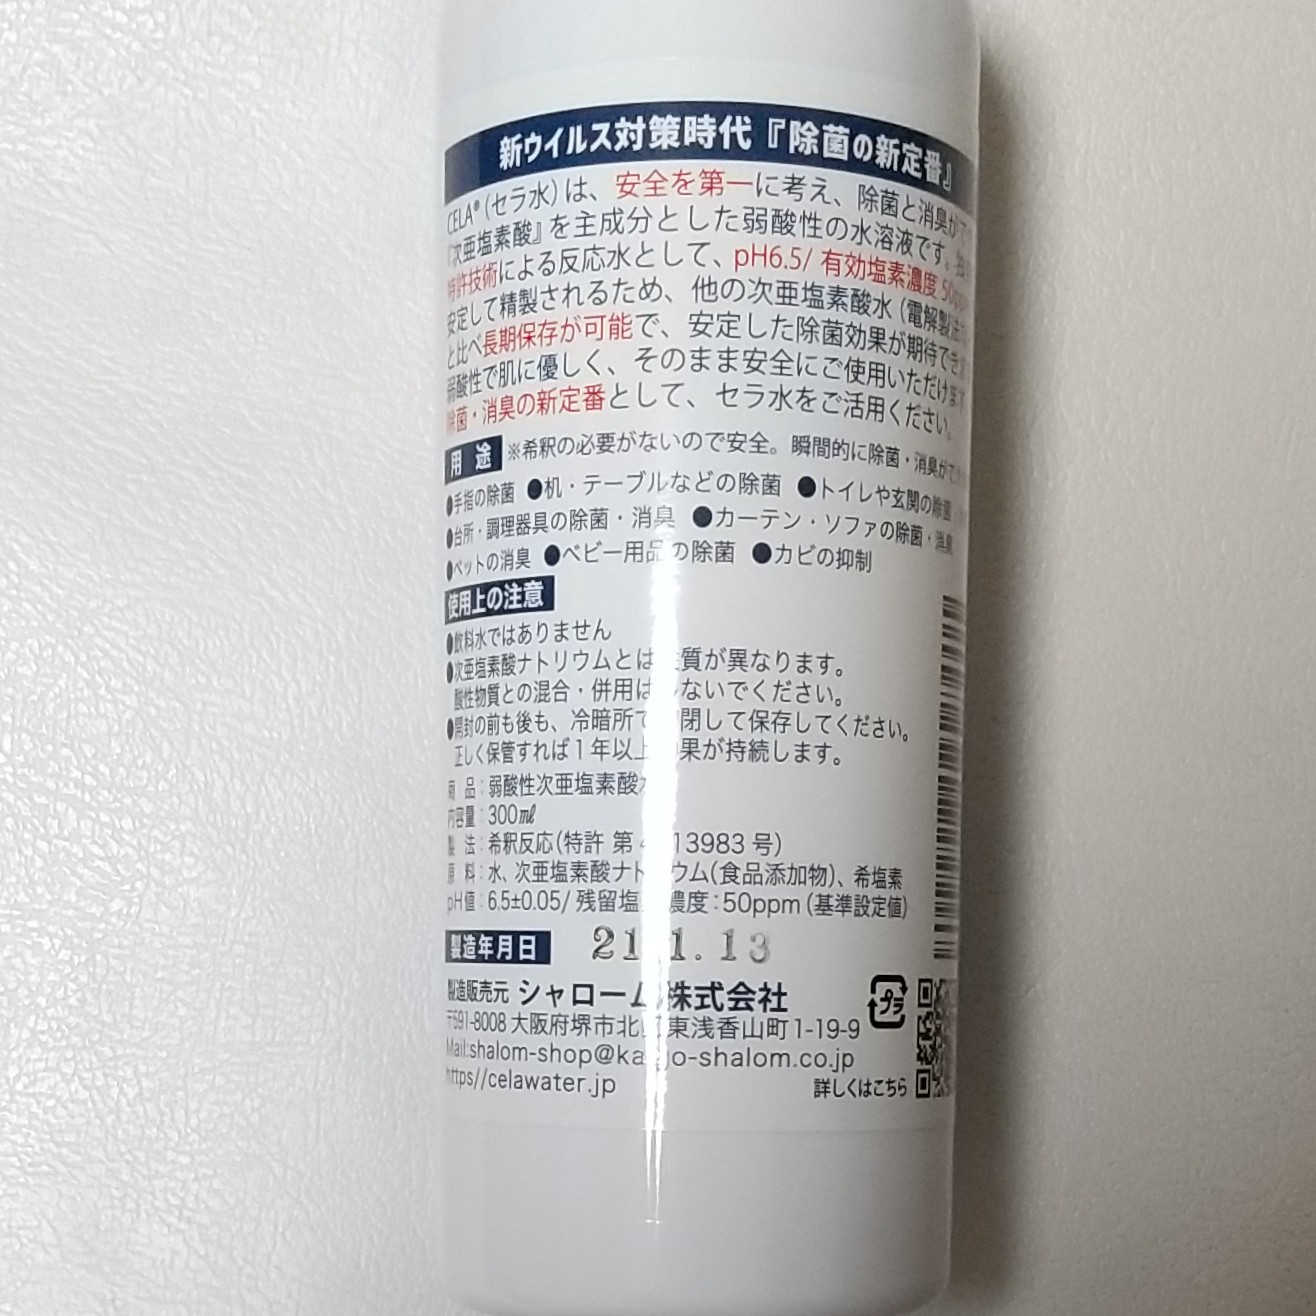 新ウイルス対策時代『除菌の新定番』
CELA®(セラ水)は、安全を第一に考え、除菌と消臭が
『次亜塩素酸』を主成分とした弱酸性の水溶液です。
特許技術による反応水として、pH6.5/有効塩素濃度50ppm
安定して精製されるため、他の次亜塩素酸水(電解製法
と比べ長期保存が可能で、安定した除菌効果が期待でき
弱酸性で肌に優しく、そのまま安全にご使用いただけ
除菌・消臭の新定番として、セラ水をご活用ください。
用途 ※希釈の必要がないので安全。瞬間的に除菌・消臭が
●手指の除菌 ●机・テーブルなどの除菌 ●トイレや玄関の除菌
●台所・調理器具の除菌・消臭 ●カーテン・ソファの除菌・消臭
●ペットの消臭 ●ベビー用品の除菌 ●カビの抑制
使用上の注意
●飲料水ではありません
●次亜塩素酸ナトリウムとは 質が異なります。
酸性物質との混合・併用は ないでください。
●開封の前も後も、冷暗所で 閉して保存してください。
正しく保管すれば1年以上 果が持続します。
商品:弱酸性次亜塩素酸
内容量:300㎖
製法:希釈反応(特許 第 13983号)
原料:水、次亜塩素酸ナトリウム(食品添加物)、希塩素
pH値:6.5±0.05/残留塩 濃度:50ppm(基準設定値)
製造年月日 21.1.13
製造販売元 シャローム株式会社
〒591-8008 大阪府堺市北区東浅香山町1-19-9
Mail:shalom-shop@ka jo-shalom.co.jp
https//celawater.jp
詳しくはこちら
プラ